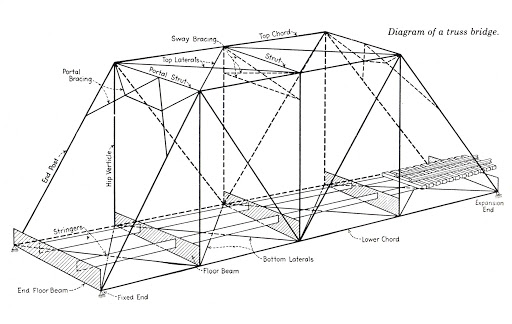 Diagram of a truss bridge.
Sway Bracing
Top Chord
Top Laterals
Strut
Portal
Bracing
Portal Strut
End Post
Hip Verticle
Stringers
End Floor Beam
Fixed End
Floor Beam
Bottom Laterals
Lower Chord
Expansion
End